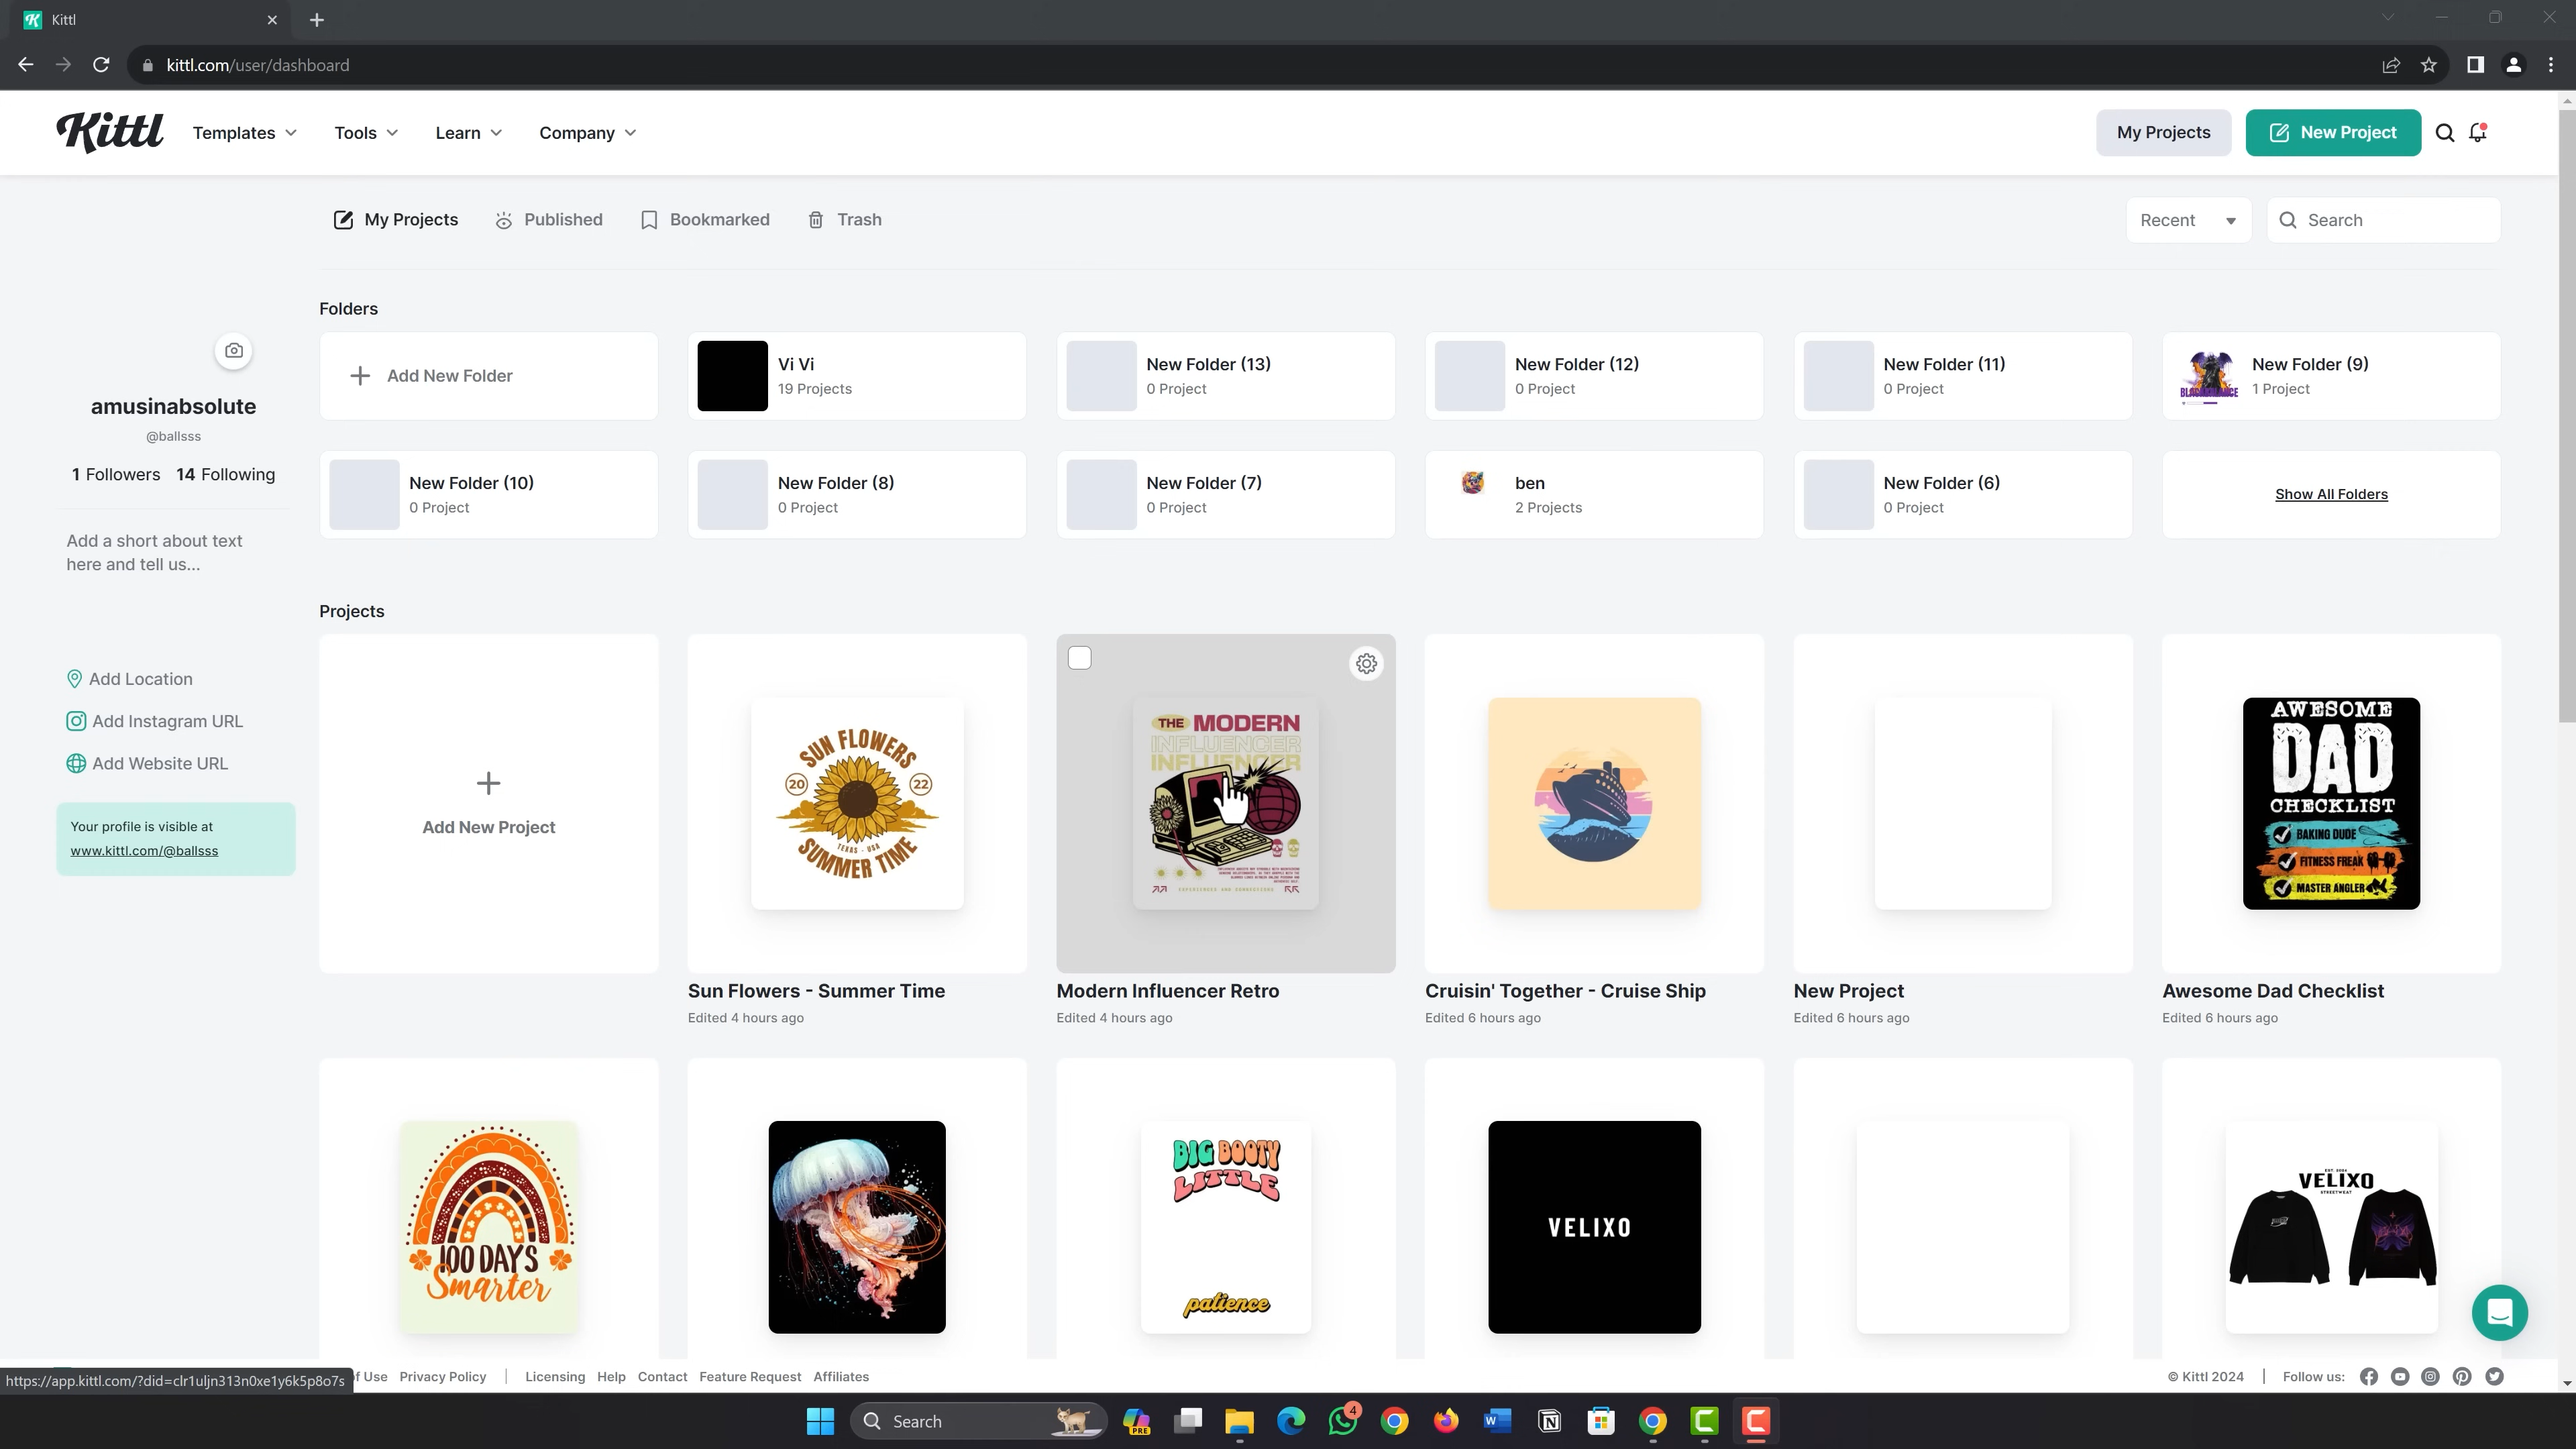 Kittl
kittl.com/user/dashboard
Kittl
Templates
Tools
Learn
Company
My Projects
New Project
My Projects
Published
Bookmarked
Trash
Recent
Search
amusinabsolute
@ballsss
1 Followers 14 Following
Add a short about text
here and tell us...
Add Location
Add Instagram URL
Add Website URL
Your profile is visible at
www.kittl.com/@ballsss
Folders
Add New Folder
Vi Vi
19 Projects
New Folder (13)
0 Project
New Folder (12)
0 Project
New Folder (11)
0 Project
New Folder (9)
1 Project
New Folder (10)
0 Project
New Folder (8)
0 Project
New Folder (7)
0 Project
ben
2 Projects
New Folder (6)
0 Project
Show All Folders
Projects
Add New Project
SUN FLOWERS
20 22
TEXAS - USA
SUMMER TIME
Sun Flowers - Summer Time
Edited 4 hours ago
THE MODERN
INFLUENCER
INFLUENCER
EXPERIENCES AND CONNECTIONS
Modern Influencer Retro
Edited 4 hours ago
Cruisin' Together - Cruise Ship
Edited 6 hours ago
New Project
Edited 6 hours ago
AWESOME
DAD
CHECKLIST
BAKING DUDE
FITNESS FREAK
MASTER ANGLER
Awesome Dad Checklist
Edited 6 hours ago
100 DAYS
Smarter
BIG BOOTY
LITTLE
patience
VELIXO
EST. 2024
VELIXO
STREETWEAR
https://app.kittl.com/?did=clr1uljn313n0xe1y6k5p8o7s
of Use
Privacy Policy
Licensing
Help
Contact
Feature Request
Affiliates
© Kittl 2024
Follow us:
Search
PRE
4